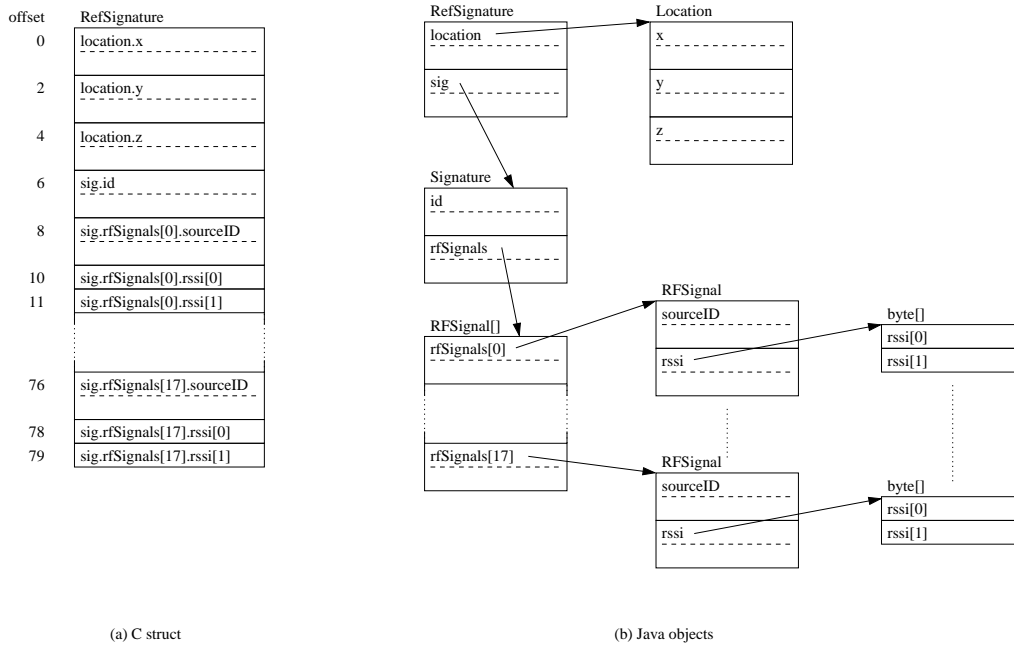 offset RefSignature
0 location.x
2 location.y
4 location.z
6 sig.id
8 sig.rfSignals[0].sourceID
10 sig.rfSignals[0].rssi[0]
11 sig.rfSignals[0].rssi[1]
76 sig.rfSignals[17].sourceID
78 sig.rfSignals[17].rssi[0]
79 sig.rfSignals[17].rssi[1]
(a) C struct
RefSignature
location
sig
Location
x
y
z
Signature
id
rfSignals
RFSignal[]
rfSignals[0]
rfSignals[17]
RFSignal
sourceID
rssi
byte[]
rssi[0]
rssi[1]
RFSignal
sourceID
rssi
byte[]
rssi[0]
rssi[1]
(b) Java objects